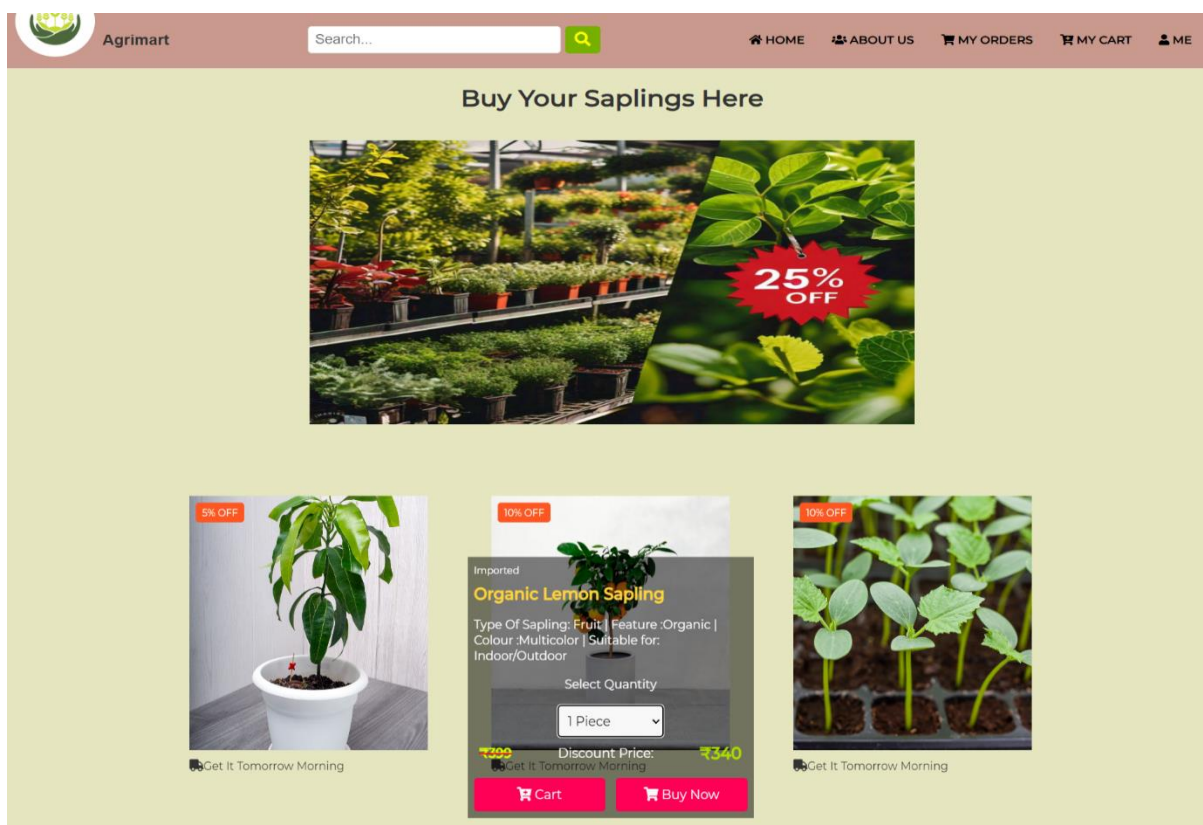 Agrimart
Search...
HOME
ABOUT US
MY ORDERS
MY CART
ME
Buy Your Saplings Here
25%
OFF
5% OFF
10% OFF
10% OFF
Imported
Organic Lemon Sapling
Type Of Sapling: Fruit | Feature :Organic |
Colour :Multicolor | Suitable for:
Indoor/Outdoor
Select Quantity
1 Piece
₹399 Discount Price: ₹340
Get It Tomorrow Morning
Get It Tomorrow Morning
Get It Tomorrow Morning
Cart
Buy Now